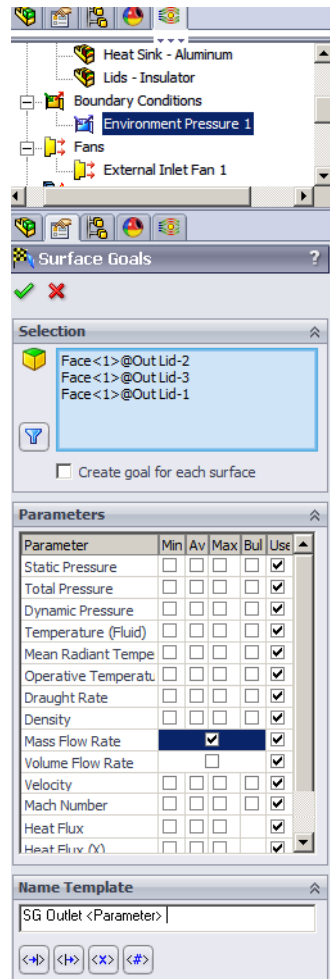 Heat Sink - Aluminum
Lids - Insulator
Boundary Conditions
Environment Pressure 1
Fans
External Inlet Fan 1
Surface Goals ?
Selection
Face<1>@Out Lid-2
Face<1>@Out Lid-3
Face<1>@Out Lid-1
Create goal for each surface
Parameters
Parameter Min Av Max Bul Use
Static Pressure
Total Pressure
Dynamic Pressure
Temperature (Fluid)
Mean Radiant Tempe
Operative Temperatu
Draught Rate
Density
Mass Flow Rate
Volume Flow Rate
Velocity
Mach Number
Heat Flux
Heat Flux (X)
Name Template
SG Outlet <Parameter>
<x> <#>